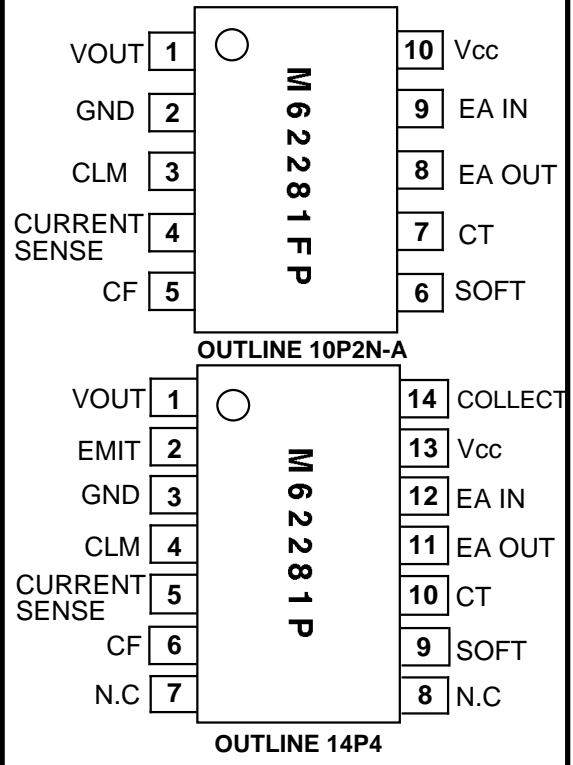 VOUT 1 10 Vcc
GND 2 9 EA IN
CLM 3 8 EA OUT
CURRENT
SENSE 4 7 CT
CF 5 6 SOFT
M62281FP
OUTLINE 10P2N-A
VOUT 1 14 COLLECT
EMIT 2 13 Vcc
GND 3 12 EA IN
CLM 4 11 EA OUT
CURRENT
SENSE 5 10 CT
CF 6 9 SOFT
N.C 7 8 N.C
M62281P
OUTLINE 14P4